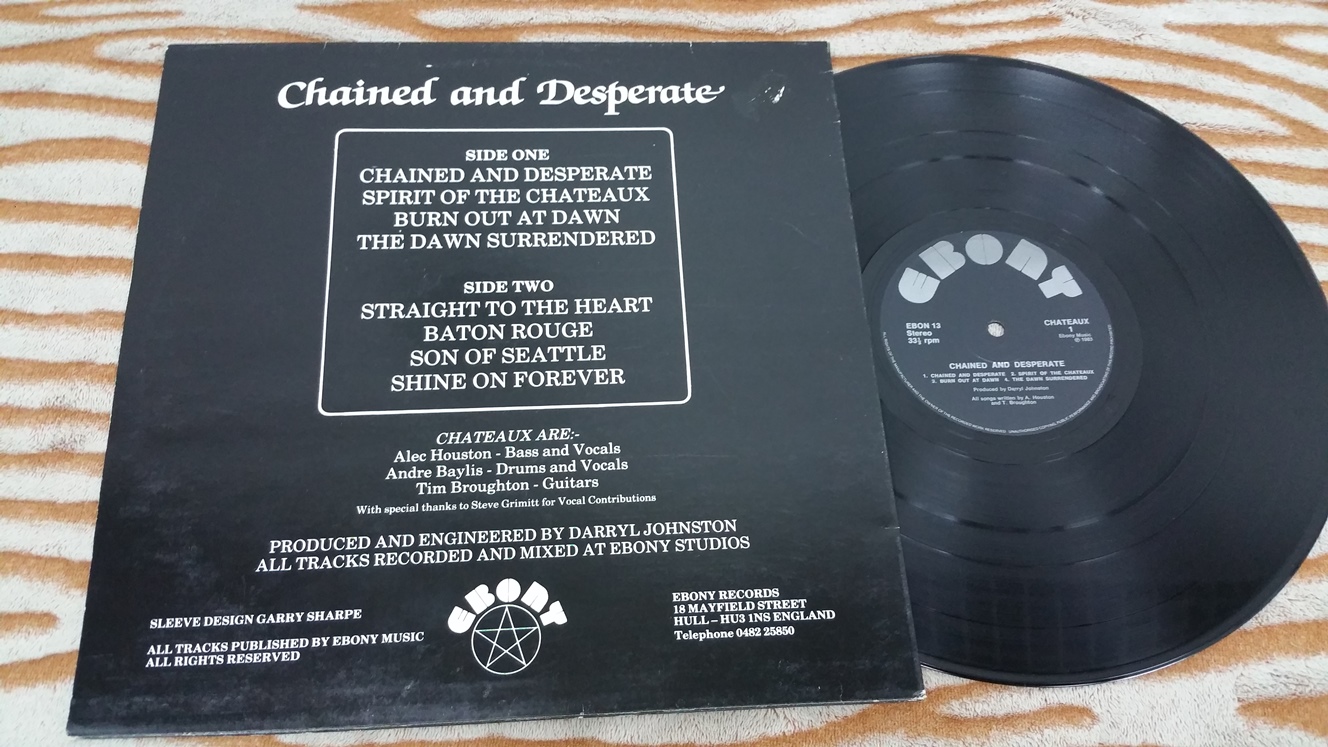 Chained and Desperate
SIDE ONE
CHAINED AND DESPERATE
SPIRIT OF THE CHATEAUX
BURN OUT AT DAWN
THE DAWN SURRENDERED
SIDE TWO
STRAIGHT TO THE HEART
BATON ROUGE
SON OF SEATTLE
SHINE ON FOREVER
CHATEAUX ARE:-
Alec Houston - Bass and Vocals
Andre Baylis - Drums and Vocals
Tim Broughton - Guitars
With special thanks to Steve Grimitt for Vocal Contributions
PRODUCED AND ENGINEERED BY DARRYL JOHNSTON
ALL TRACKS RECORDED AND MIXED AT EBONY STUDIOS
SLEEVE DESIGN GARRY SHARPE
ALL TRACKS PUBLISHED BY EBONY MUSIC
ALL RIGHTS RESERVED
EBONY
EBONY RECORDS
18 MAYFIELD STREET
HULL – HU3 1NS ENGLAND
Telephone 0482 25850
EBONY
EBON 13
Stereo
33⅓ rpm
CHATEAUX
1
Ebony Music
℗ 1983
CHAINED AND DESPERATE
1. CHAINED AND DESPERATE 2. SPIRIT OF THE CHATEAUX
3. BURN OUT AT DAWN 4. THE DAWN SURRENDERED
Produced by Darryl Johnston
All songs written by A. Houston
and T. Broughton